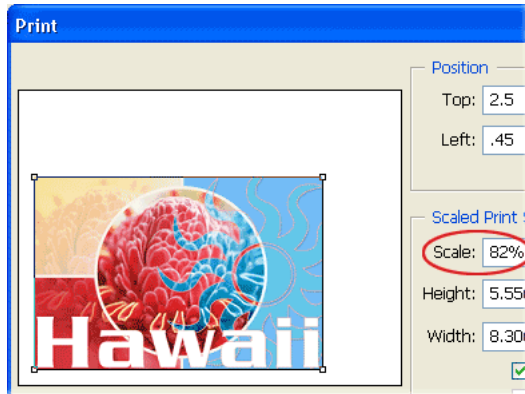 Print
Position
Top: 2.5
Left: .45
Scaled Print
Scale: 82%
Height: 5.55
Width: 8.30
Hawaii